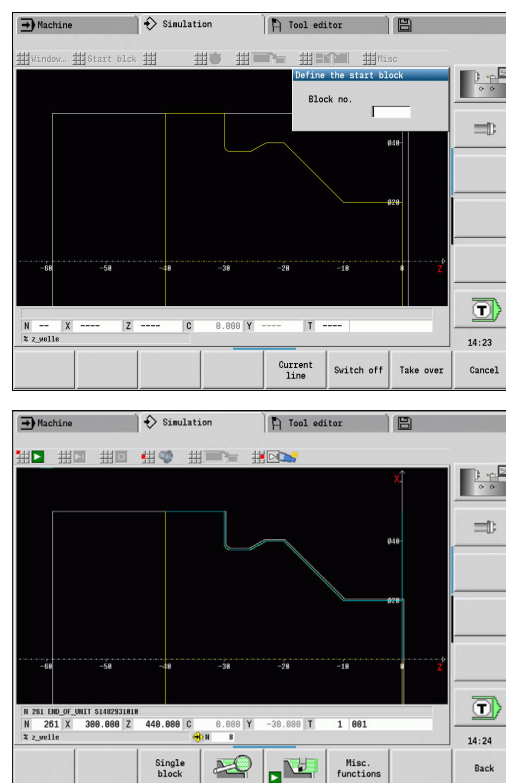 Machine Simulation Tool editor
Window... Start blck Misc
Define the start block
Block no.
Ø40
Ø20
-60 -50 -40 -30 -20 -10 0 Z
N -- X ---- Z ---- C 0.000 Y ---- T ----
% z_welle
14:23
Current line Switch off Take over Cancel
Machine Simulation Tool editor
X
Ø40
Ø20
-60 -50 -40 -30 -20 -10 0 Z
N 261 END_OF_UNIT S1482931010
N 261 X 300.000 Z 440.000 C 0.000 Y -30.000 T 1 001
% z_welle N 8
14:24
Single block Misc. functions Back